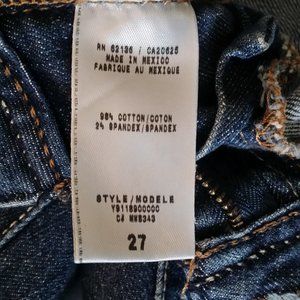 RN 62136 / CA20625
MADE IN MEXICO
FABRIQUE AU MEXIQUE
98% COTTON/COTON
2% SPANDEX/SPANDEX
STYLE/MODELE
27